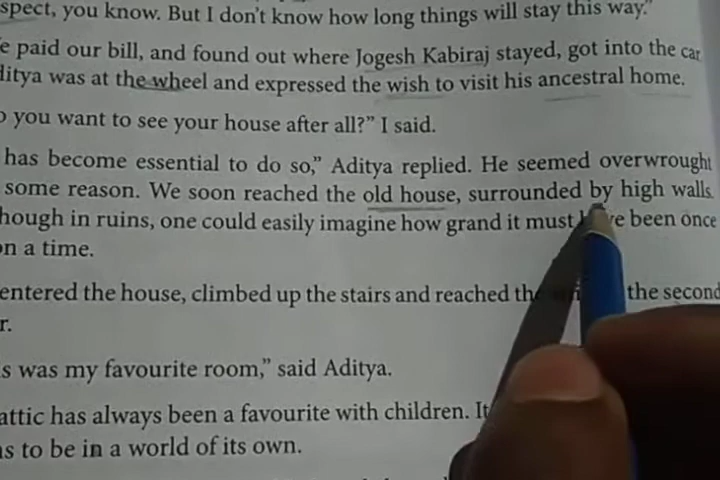 spect, you know. But I don't know how long things will stay this way."
e paid our bill, and found out where Jogesh Kabiraj stayed, got into the car
ditya was at the wheel and expressed the wish to visit his ancestral home.
o you want to see your house after all?" I said.
has become essential to do so," Aditya replied. He seemed overwrought
some reason. We soon reached the old house, surrounded by high walls.
hough in ruins, one could easily imagine how grand it must ve been once
on a time.
entered the house, climbed up the stairs and reached the second
r.
s was my favourite room," said Aditya.
attic has always been a favourite with children. It
ns to be in a world of its own.